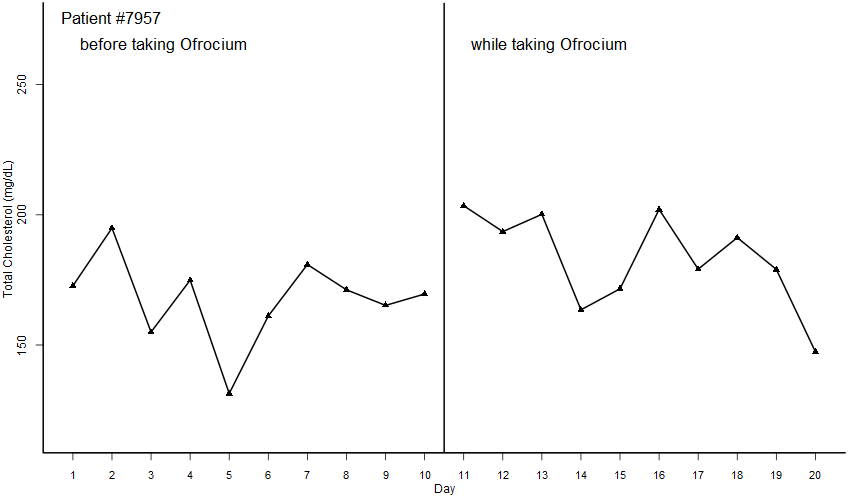 Patient #7957
before taking Ofrocium
while taking Ofrocium
Total Cholesterol (mg/dL)
250
200
150
1 2 3 4 5 6 7 8 9 10 11 12 13 14 15 16 17 18 19 20
Day